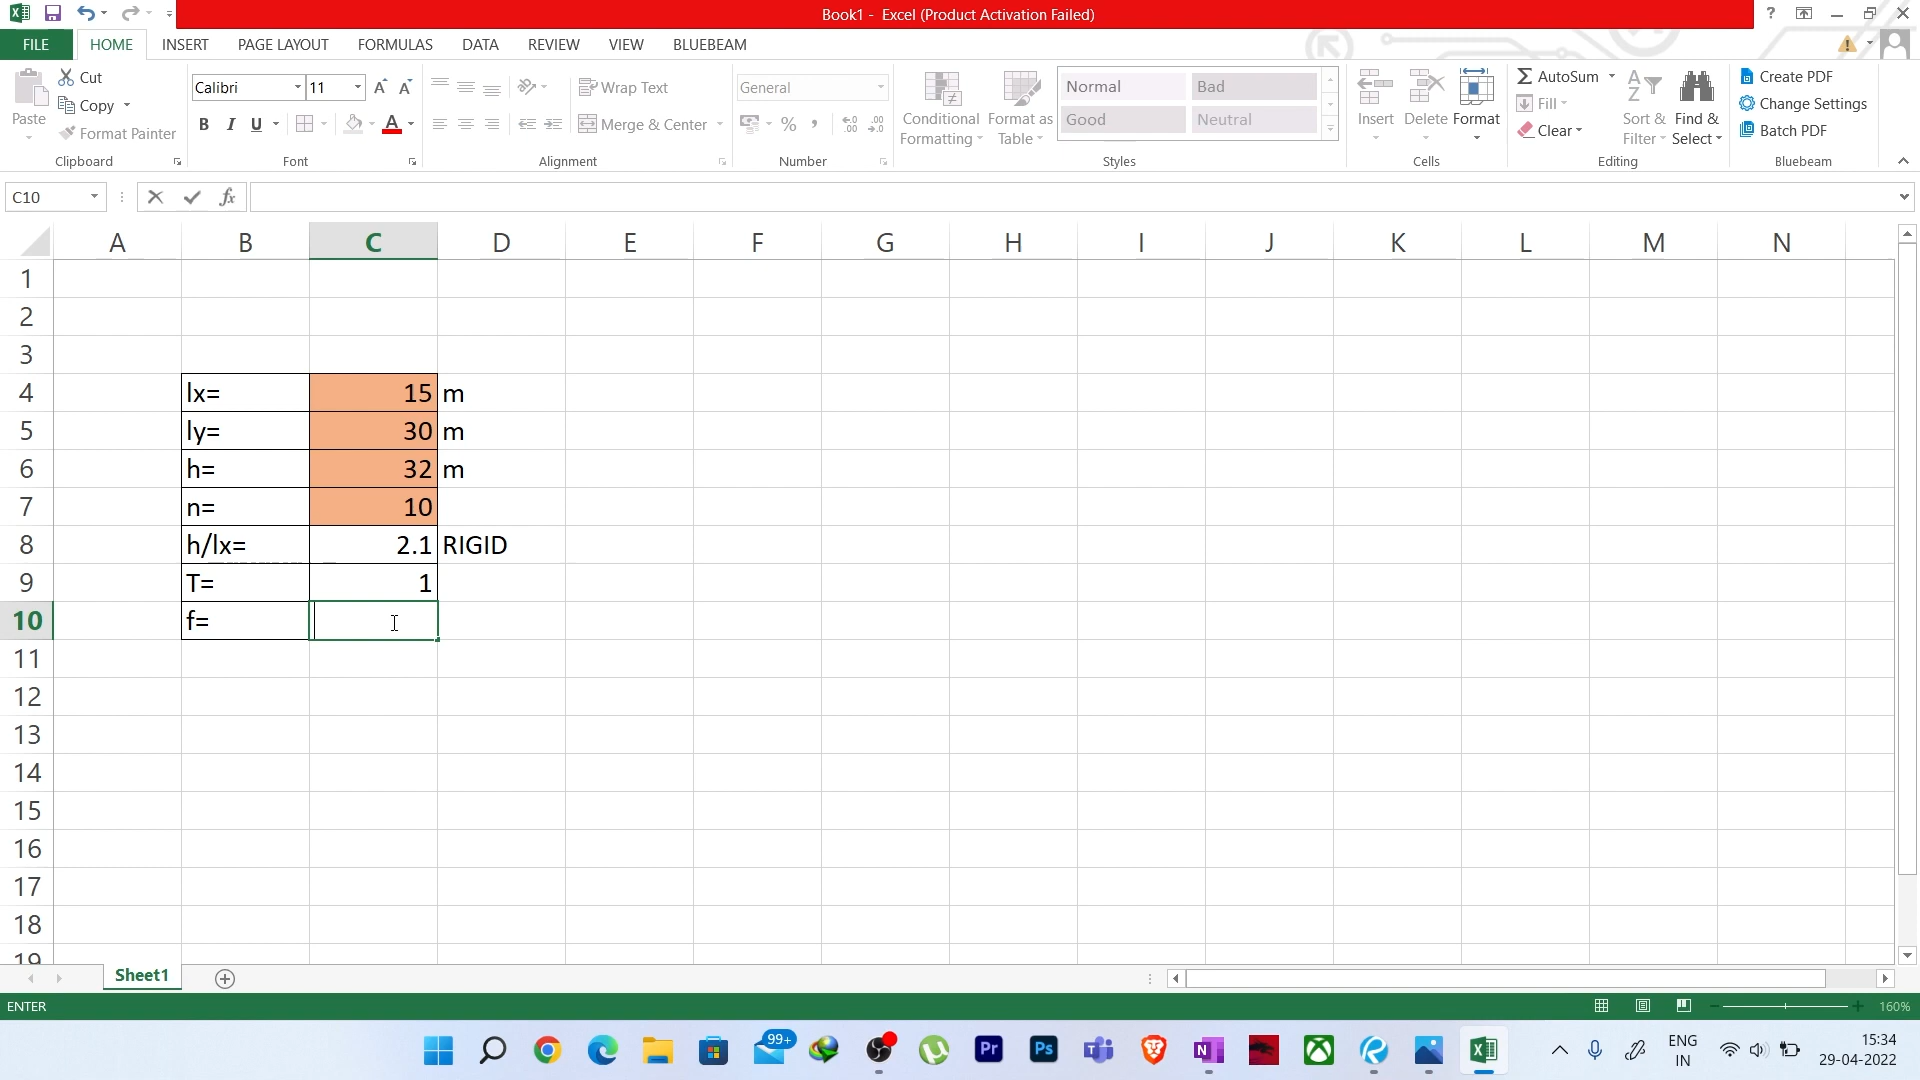 Book1 - Excel (Product Activation Failed)
FILE HOME INSERT PAGE LAYOUT FORMULAS DATA REVIEW VIEW BLUEBEAM
Paste
Cut
Copy
Format Painter
Clipboard
Calibri 11
B I U
Font
Wrap Text
Merge & Center
Alignment
General
%
Number
Conditional Formatting
Format as Table
Normal Bad
Good Neutral
Styles
Insert Delete Format
Cells
AutoSum
Fill
Clear
Sort & Filter
Find & Select
Editing
Create PDF
Change Settings
Batch PDF
Bluebeam
C10
fx
A B C D E F G H I J K L M N
1
2
3
4 lx= 15 m
5 ly= 30 m
6 h= 32 m
7 n= 10
8 h/lx= 2.1 RIGID
9 T= 1
10 f=
11
12
13
14
15
16
17
18
19
Sheet1
ENTER
160%
99+
Pr
Ps
ENG
IN
15:34
29-04-2022